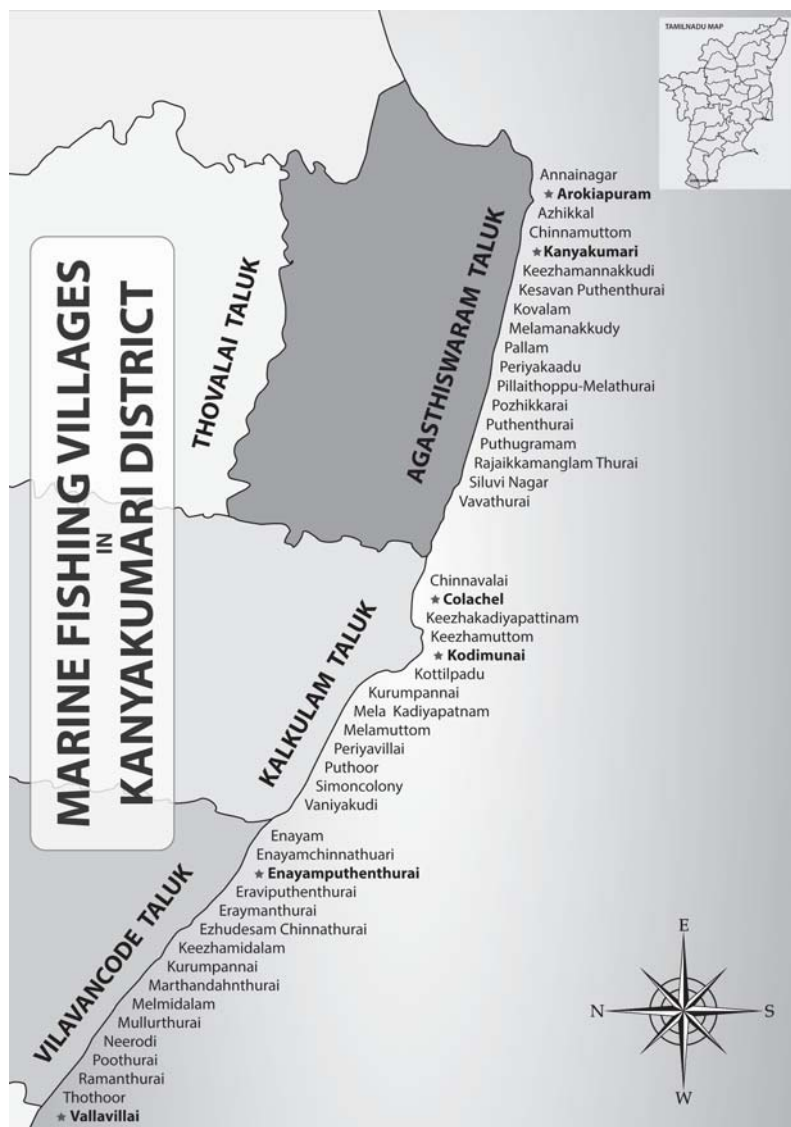 TAMILNADU MAP
MARINE FISHING VILLAGES
IN
KANYAKUMARI DISTRICT
THOVALAI TALUK
AGASTHISWARAM TALUK
Annainagar
Arokiapuram
Azhikkal
Chinnamuttom
Kanyakumari
Keezhamannakkudi
Kesavan Puthenthurai
Kovalam
Melamanakkudy
Pallam
Periyakaadu
Pillaithoppu-Melathurai
Pozhikkarai
Puthenthurai
Puthugramam
Rajaikkamanglam Thurai
Siluvi Nagar
Vavathurai
KALKULAM TALUK
Chinnavalai
Colachel
Keezhakadiyapattinam
Keezhamuttom
Kodimunai
Kottilpadu
Kurumpannai
Mela Kadiyapatnam
Melamuttom
Periyavillai
Puthoor
Simoncolony
Vaniyakudi
VILAVANCODE TALUK
Enayam
Enayamchinnathuari
Enayamputhenthurai
Eraviputhenthurai
Eraymanthurai
Ezhudesam Chinnathurai
Keezhamidalam
Kurumpannai
Marthandahnthurai
Melmidalam
Mullurthurai
Neerodi
Poothurai
Ramanthurai
Thothoor
Vallavillai
E
N
S
W